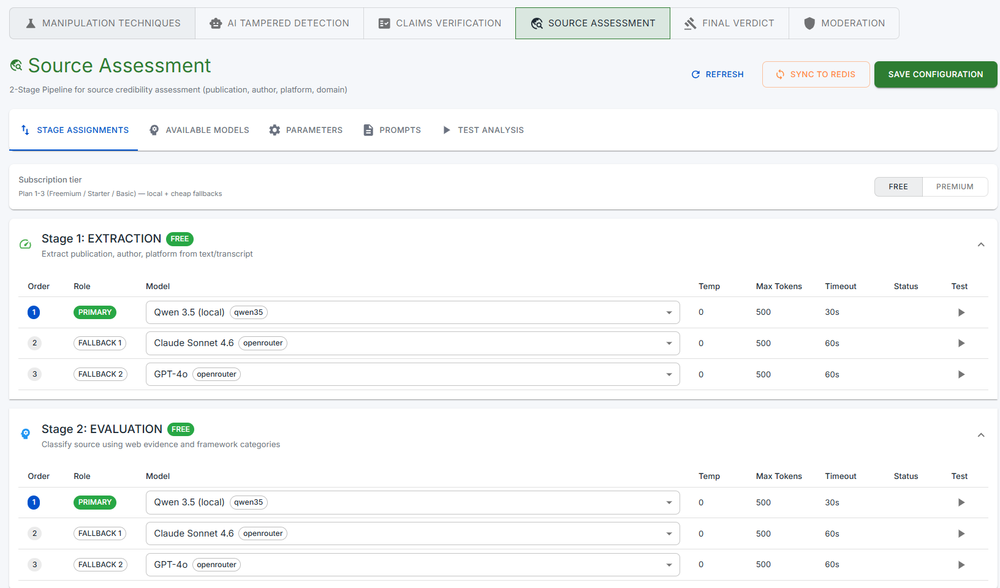 MANIPULATION TECHNIQUES AI TAMPERED DETECTION CLAIMS VERIFICATION SOURCE ASSESSMENT FINAL VERDICT MODERATION
Source Assessment
REFRESH SYNC TO REDIS SAVE CONFIGURATION
2-Stage Pipeline for source credibility assessment (publication, author, platform, domain)
STAGE ASSIGNMENTS AVAILABLE MODELS PARAMETERS PROMPTS TEST ANALYSIS
Subscription tier
Plan 1-3 (Freemium / Starter / Basic) — local + cheap fallbacks
FREE PREMIUM
Stage 1: EXTRACTION FREE
Extract publication, author, platform from text/transcript
Order Role Model Temp Max Tokens Timeout Status Test
1 PRIMARY Qwen 3.5 (local) qwen35 0 500 30s
2 FALLBACK 1 Claude Sonnet 4.6 openrouter 0 500 60s
3 FALLBACK 2 GPT-4o openrouter 0 500 60s
Stage 2: EVALUATION FREE
Classify source using web evidence and framework categories
Order Role Model Temp Max Tokens Timeout Status Test
1 PRIMARY Qwen 3.5 (local) qwen35 0 500 30s
2 FALLBACK 1 Claude Sonnet 4.6 openrouter 0 500 60s
3 FALLBACK 2 GPT-4o openrouter 0 500 60s